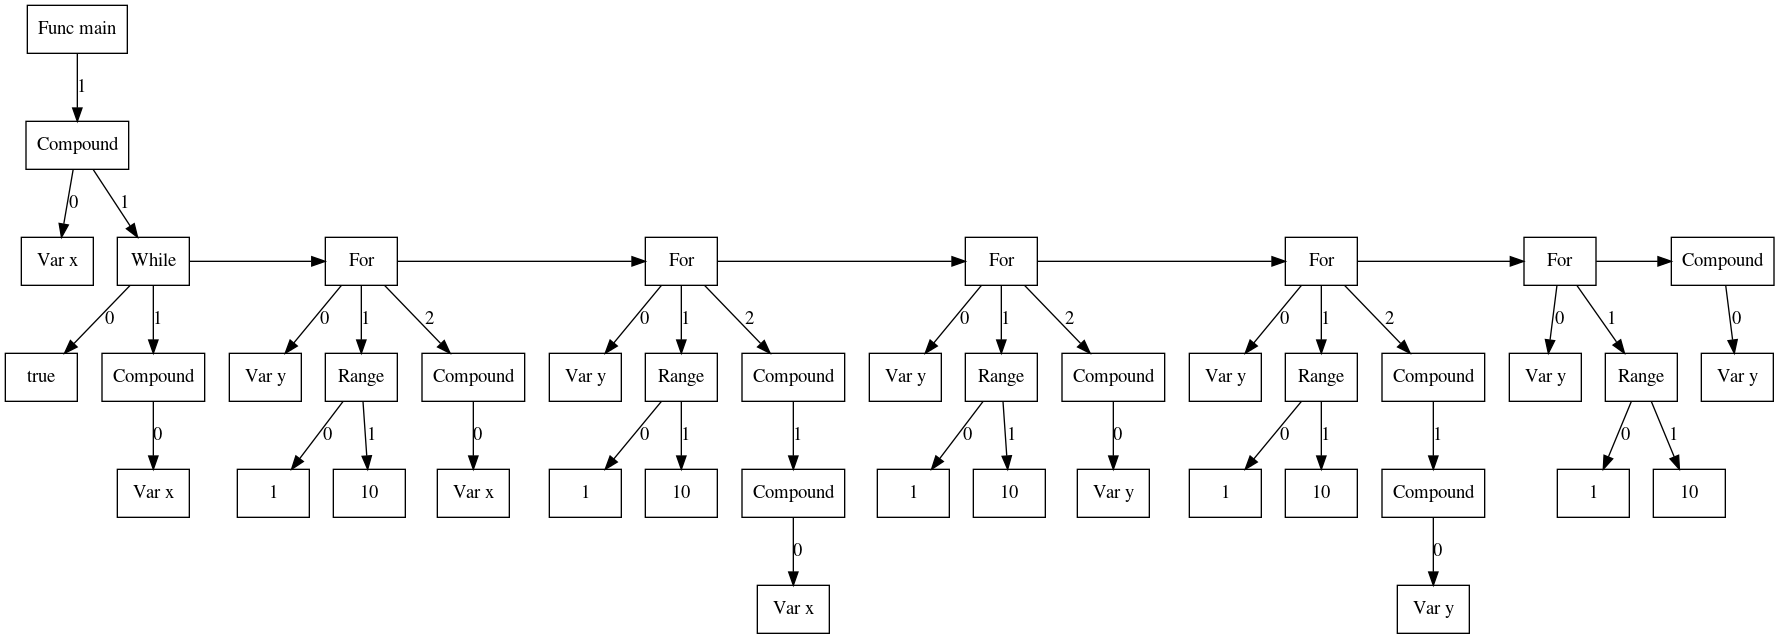 Func main
1
Compound
0 1
Var x While For For For For For Compound
0 1 0 1 2 0 1 2 0 1 2 0 1 2 0 1 0
true Compound Var y Range Compound Var y Range Compound Var y Range Compound Var y Range Compound Var y Range Var y
0 0 1 0 0 1 1 0 1 0 0 1 1 0 1
Var x 1 10 Var x 1 10 Compound 1 10 Var y 1 10 Compound 1 10
0 0
Var x Var y